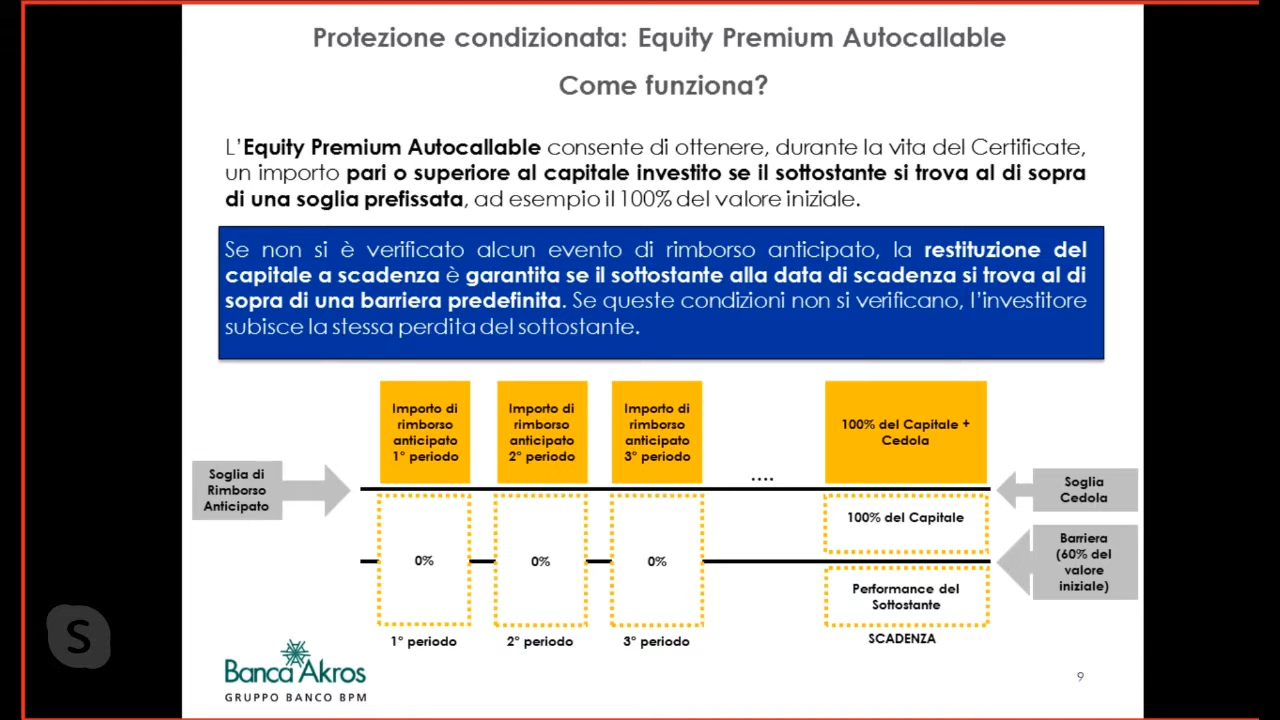 Protezione condizionata: Equity Premium Autocallable
Come funziona?
L'Equity Premium Autocallable consente di ottenere, durante la vita del Certificate,
un importo pari o superiore al capitale investito se il sottostante si trova al di sopra
di una soglia prefissata, ad esempio il 100% del valore iniziale.
Se non si è verificato alcun evento di rimborso anticipato, la restituzione del
capitale a scadenza è garantita se il sottostante alla data di scadenza si trova al di
sopra di una barriera predefinita. Se queste condizioni non si verificano, l'investitore
subisce la stessa perdita del sottostante.
Importo di
rimborso
anticipato
1° periodo
Importo di
rimborso
anticipato
2° periodo
Importo di
rimborso
anticipato
3° periodo
100% del Capitale +
Cedola
Soglia di
Rimborso
Anticipato
....
Soglia
Cedola
100% del Capitale
0%
0%
0%
Barriera
(60% del
valore
iniziale)
Performance del
Sottostante
1° periodo
2° periodo
3° periodo
SCADENZA
S
Banca Akros
GRUPPO BANCO BPM
9